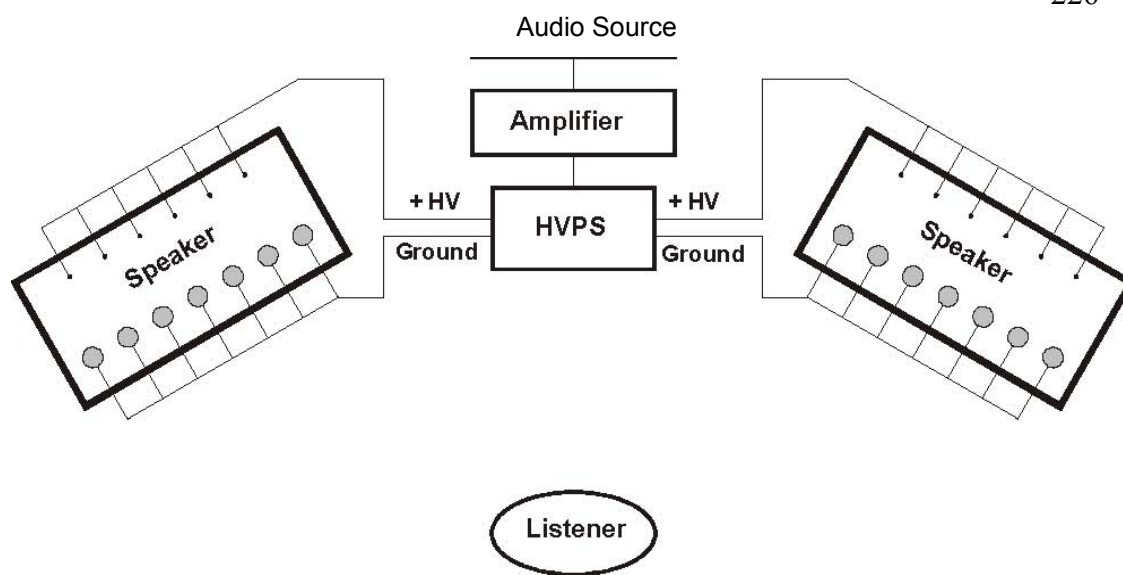 Audio Source
Amplifier
+ HV
HVPS
+ HV
Ground
Ground
Speaker
Speaker
Listener